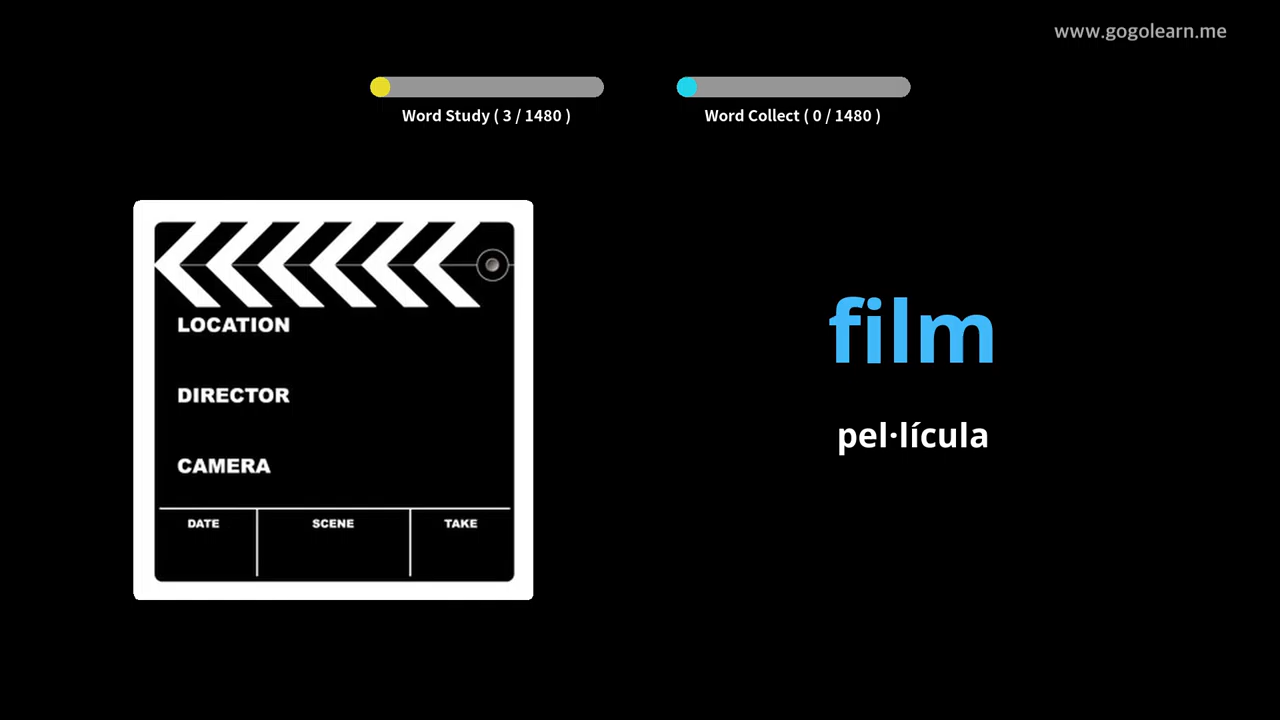 www.gogolearn.me
Word Study ( 3 / 1480 )
Word Collect ( 0 / 1480 )
LOCATION
DIRECTOR
CAMERA
DATE
SCENE
TAKE
film
pel·lícula